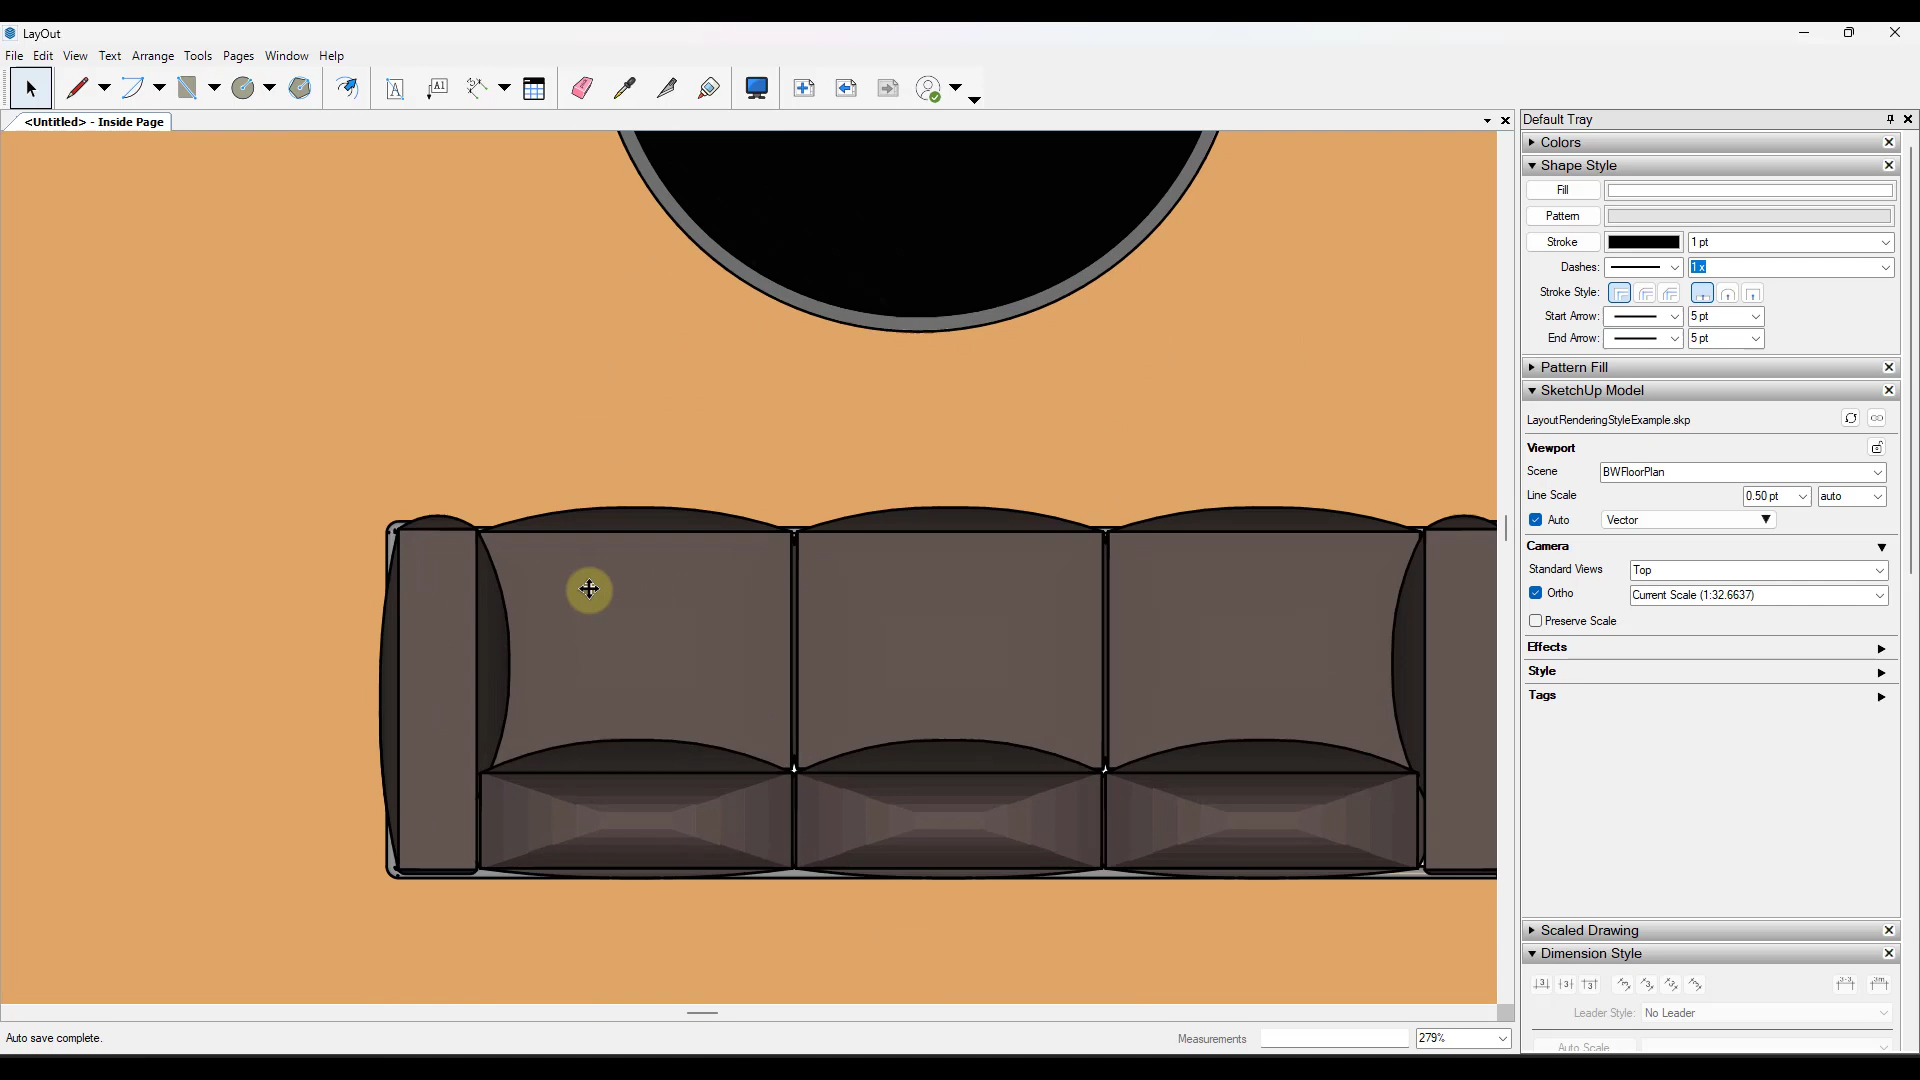 LayOut
File Edit View Text Arrange Tools Pages Window Help
<Untitled> - Inside Page
Default Tray
Colors
Shape Style
Fill
Pattern
Stroke 1 pt
Dashes: 1 x
Stroke Style:
Start Arrow: 5 pt
End Arrow: 5 pt
Pattern Fill
SketchUp Model
LayoutRenderingStyleExample.skp
Viewport
Scene BWFloorPlan
Line Scale 0.50 pt auto
Auto Vector
Camera
Standard Views Top
Ortho Current Scale (1:32.6637)
Preserve Scale
Effects
Style
Tags
Scaled Drawing
Dimension Style
Leader Style: No Leader
Auto Scale
Auto save complete. Measurements 279%